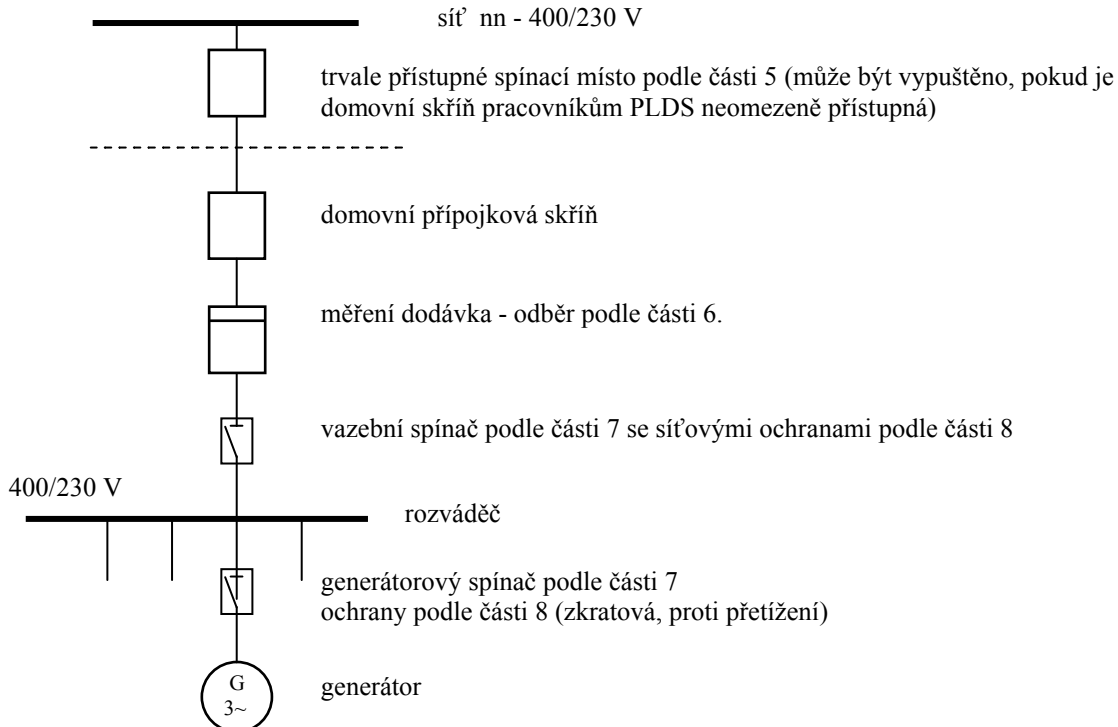 síť nn - 400/230 V
trvale přístupné spínací místo podle části 5 (může být vypuštěno, pokud je
domovní skříň pracovníkům PLDS neomezeně přístupná)
domovní přípojková skříň
měření dodávka - odběr podle části 6.
vazební spínač podle části 7 se síťovými ochranami podle části 8
400/230 V
rozváděč
generátorový spínač podle části 7
ochrany podle části 8 (zkratová, proti přetížení)
G
3~
generátor